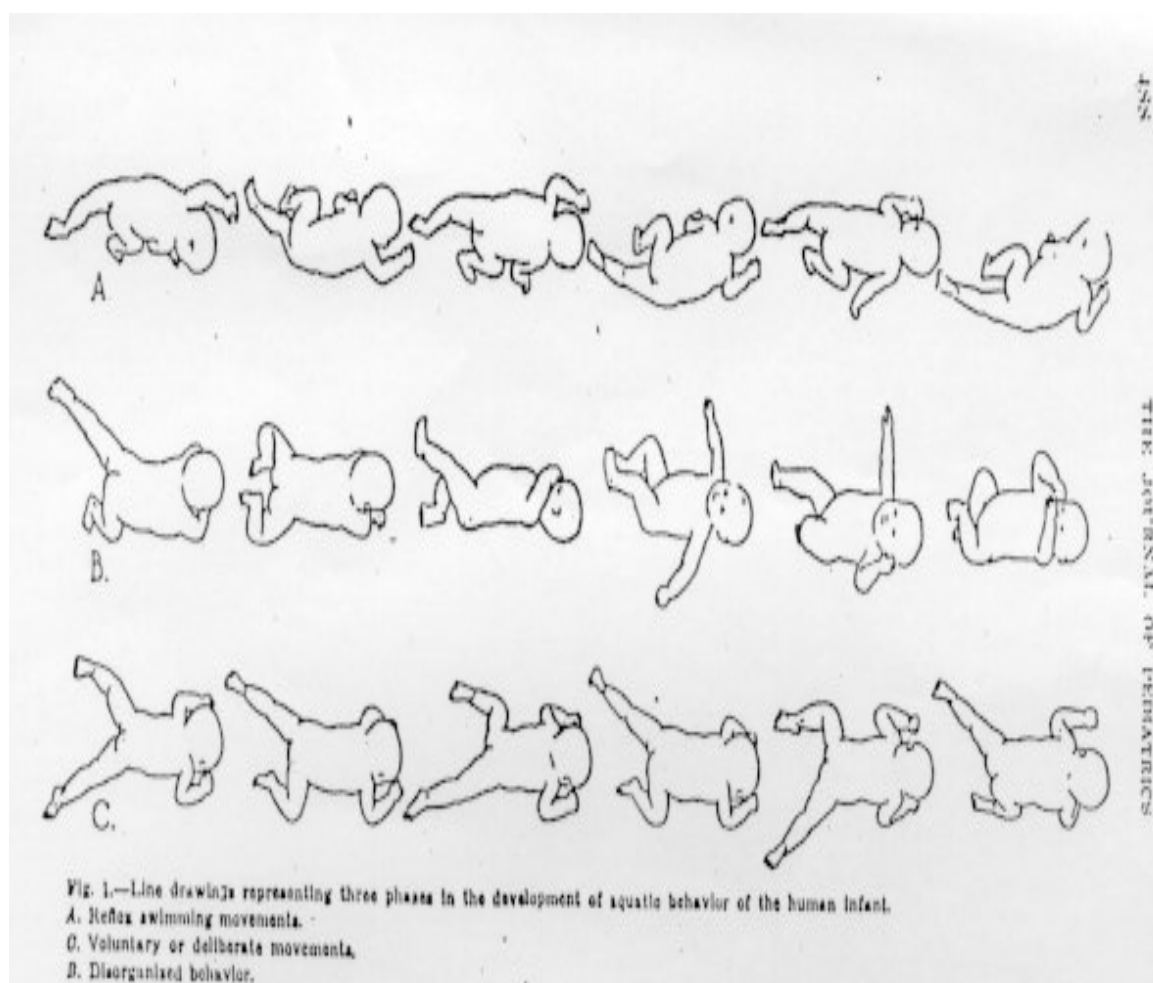 A
B.
C.
Fig. 1.—Line drawings representing three phases in the development of aquatic behavior of the human infant.
A. Reflex swimming movements.
C. Voluntary or deliberate movements.
B. Disorganized behavior.
THE JOURNAL OF PEDIATRICS